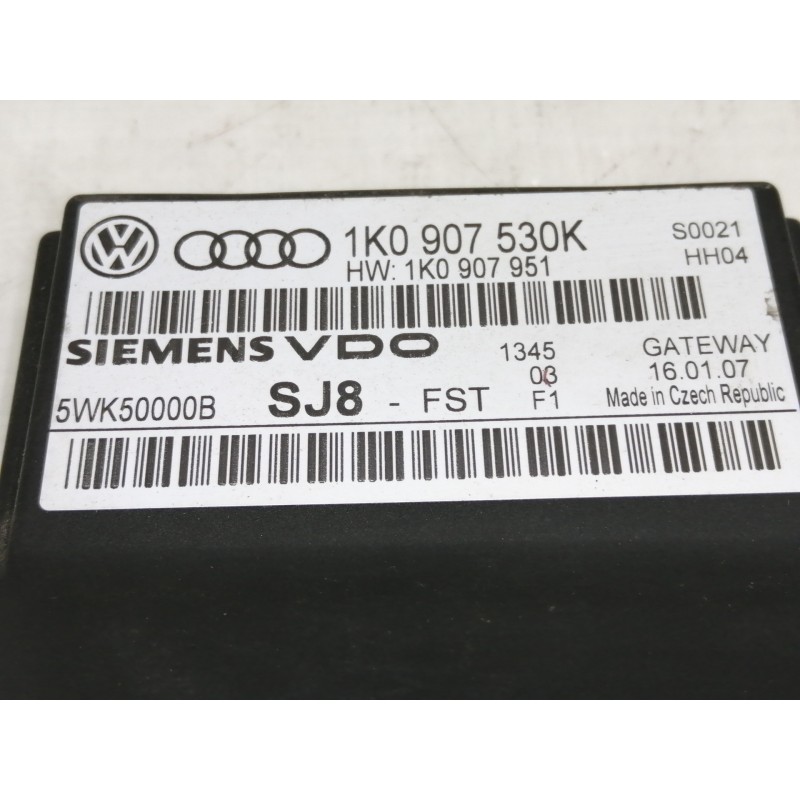 1K0 907 530K S0021
HW: 1K0 907 951 HH04
SIEMENS VDO 1345 GATEWAY
03 16.01.07
5WK50000B SJ8 - FST F1 Made in Czech Republic